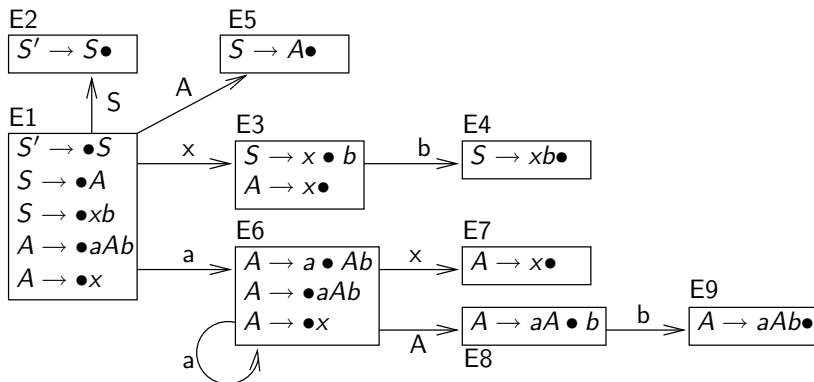 E2
S′ → S●
E5
S → A●
S
A
E1
S′ → ●S
S → ●A
S → ●xb
A → ●aAb
A → ●x
x
E3
S → x ● b
A → x●
b
E4
S → xb●
a
E6
A → a ● Ab
A → ●aAb
A → ●x
a
x
E7
A → x●
A
A → aA ● b
E8
b
E9
A → aAb●